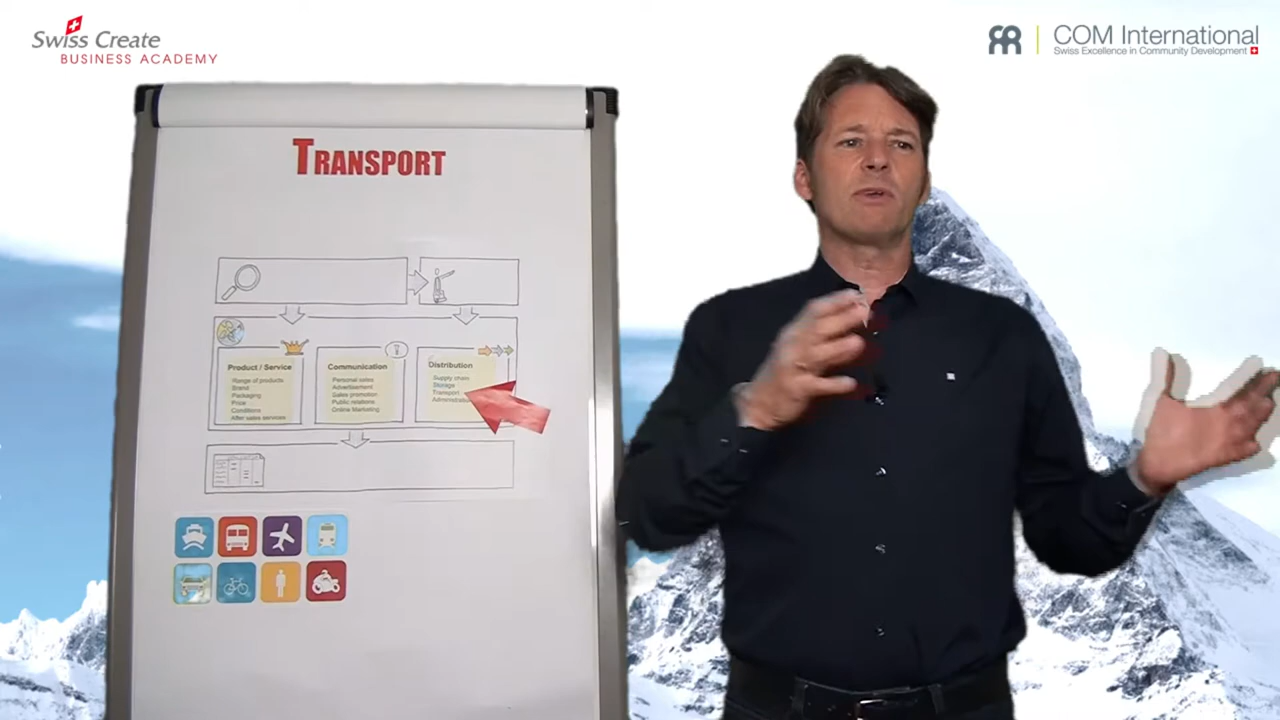 Swiss Create
BUSINESS ACADEMY
COM International
Swiss Excellence in Community Development
TRANSPORT
Product / Service
Range of products
Brand
Packaging
Price
Conditions
After sales services
Communication
Personal sales
Advertisement
Sales promotion
Public relations
Online Marketing
Distribution
Supply chain
Storage
Transport